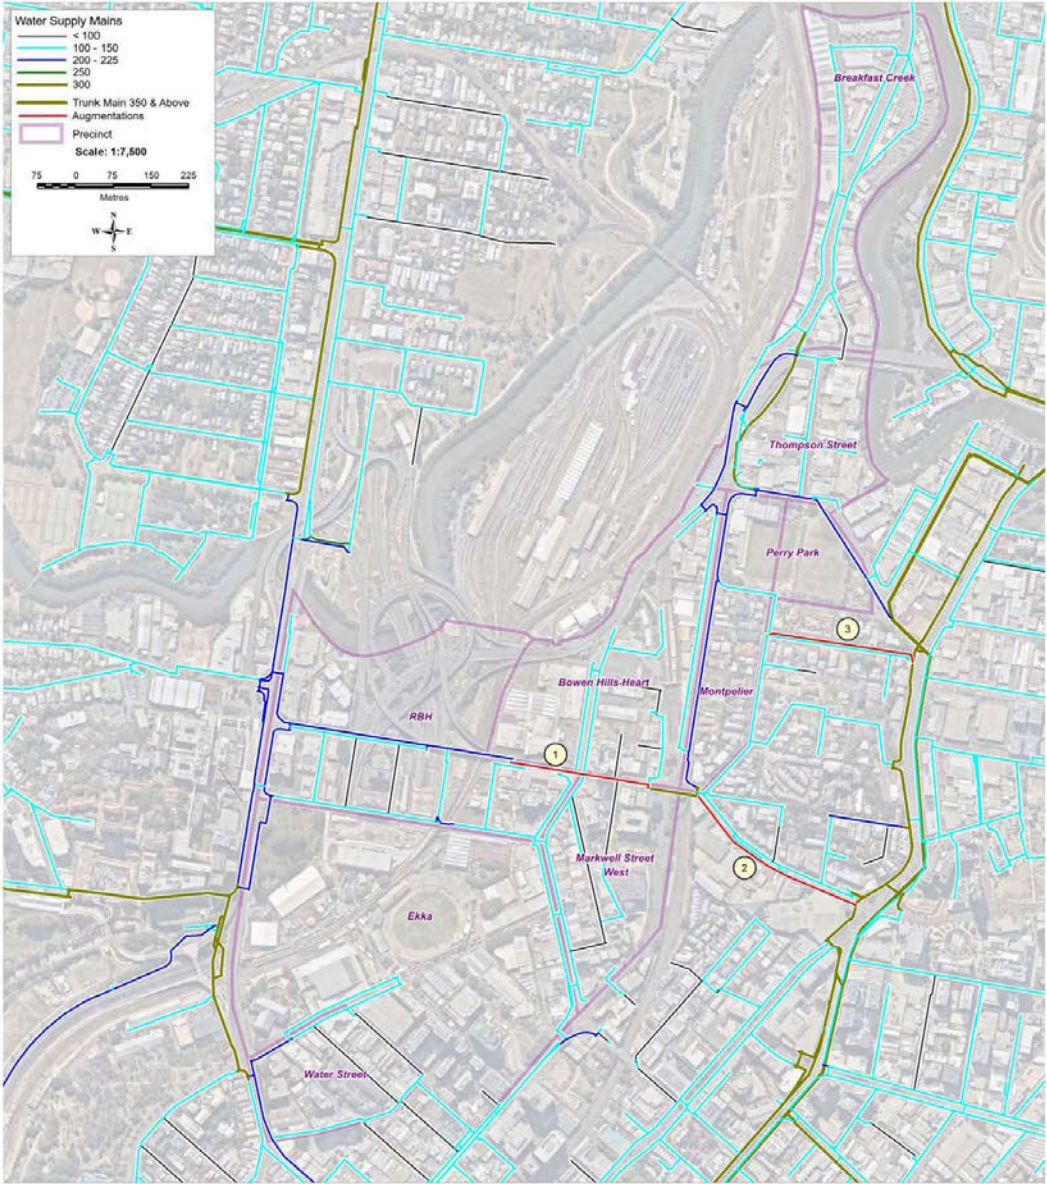 Water Supply Mains
< 100
100 - 150
200 - 225
250
300
Trunk Main 350 & Above
Augmentations
Precinct
Scale: 1:7,500
75 0 75 150 225
Metres
N
W E
S
Breakfast Creek
Thompson Street
Perry Park
3
Bowen Hills-Heart
Montpelier
RBH
1
Markwell Street
West
2
Ekka
Water Street